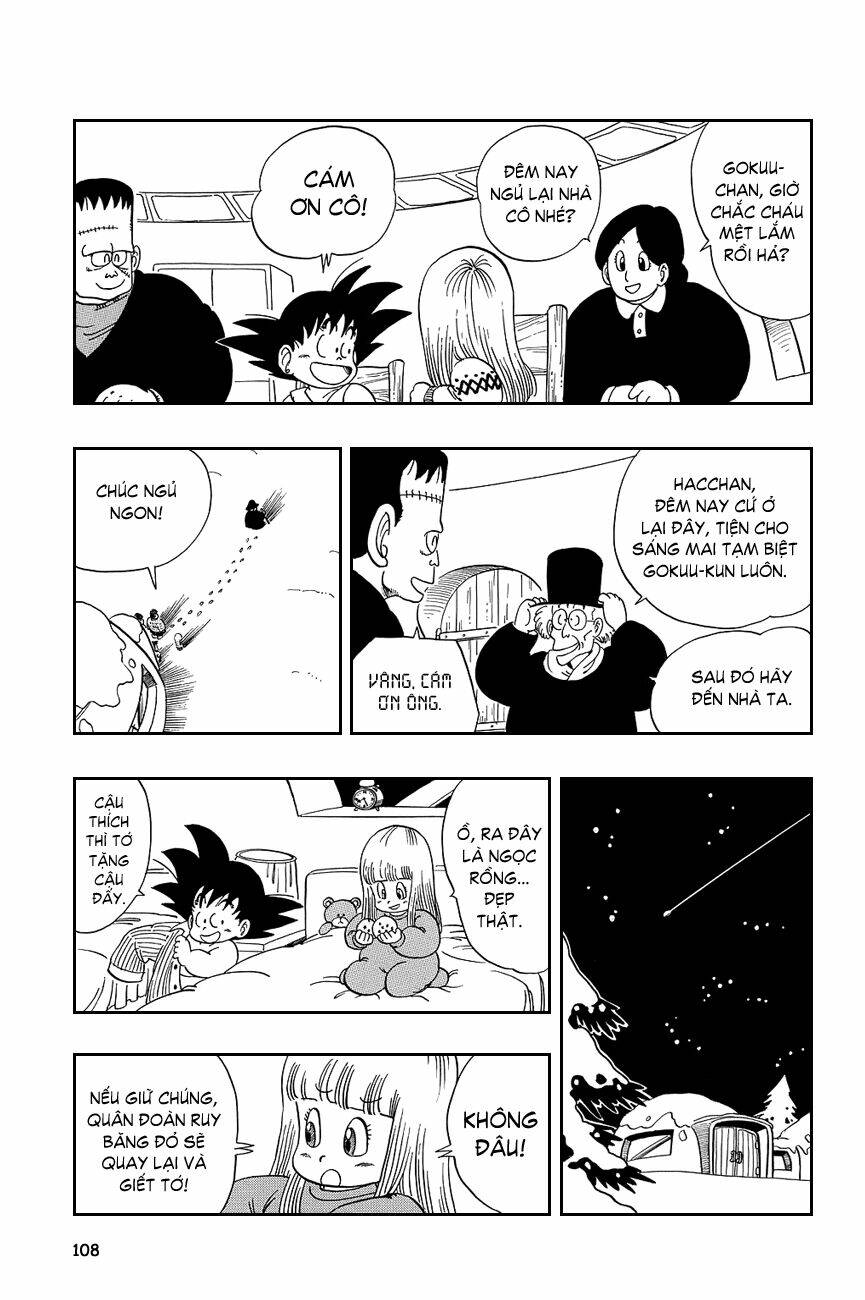 GOKUU-
CHAN, GIỜ
CHẮC CHÁU
MỆT LẮM
RỒI HẢ?
ĐÊM NAY
NGỦ LẠI NHÀ
CÔ NHÉ?
CÁM
ƠN CÔ!
HACCHAN,
ĐÊM NAY CỨ Ở
LẠI ĐÂY, TIỆN CHO
SÁNG MAI TẠM BIỆT
GOKUU-KUN LUÔN.
SAU ĐÓ HÃY
ĐẾN NHÀ TA.
VÂNG, CÁM
ƠN ÔNG.
CHÚC NGỦ
NGON!
Ồ, RA ĐÂY
LÀ NGỌC
RỒNG...
ĐẸP
THẬT.
CẬU
THÍCH
THÌ TỚ
TẶNG
CẬU
ĐẤY.
KHÔNG
ĐÂU!
NẾU GIỮ CHÚNG,
QUÂN ĐOÀN RUY
BĂNG ĐỎ SẼ
QUAY LẠI VÀ
GIẾT TỚ!
108